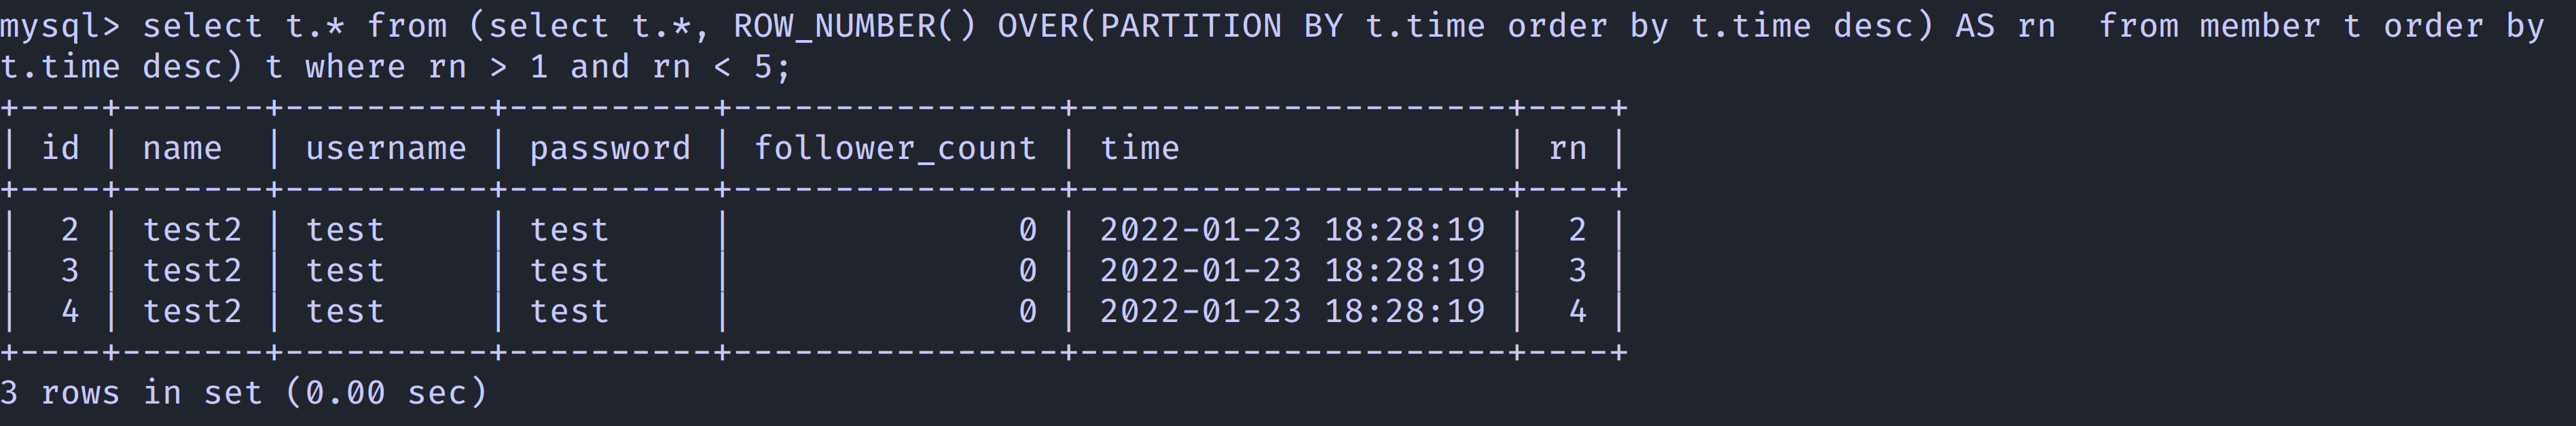 mysql> select t.* from (select t.*, ROW_NUMBER() OVER(PARTITION BY t.time order by t.time desc) AS rn  from member t order by
t.time desc) t where rn > 1 and rn < 5;
+----+-------+----------+----------+----------------+---------------------+----+
| id | name  | username | password | follower_count | time                | rn |
+----+-------+----------+----------+----------------+---------------------+----+
|  2 | test2 | test     | test     |              0 | 2022-01-23 18:28:19 |  2 |
|  3 | test2 | test     | test     |              0 | 2022-01-23 18:28:19 |  3 |
|  4 | test2 | test     | test     |              0 | 2022-01-23 18:28:19 |  4 |
+----+-------+----------+----------+----------------+---------------------+----+
3 rows in set (0.00 sec)